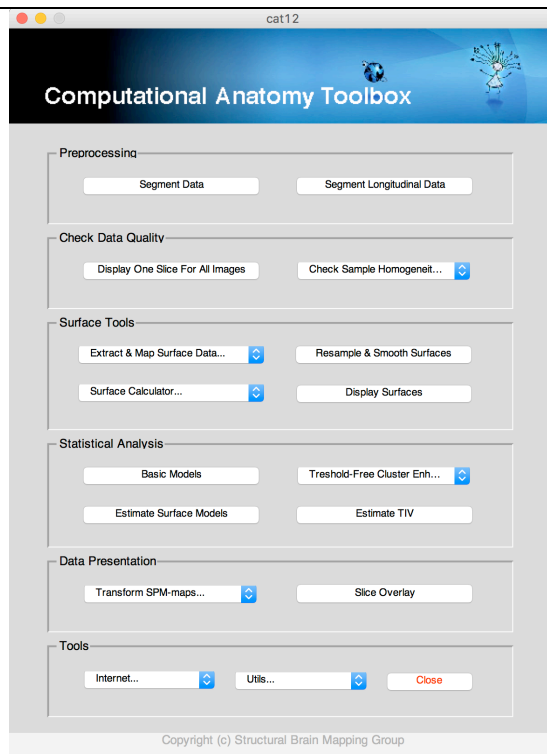 cat12
Computational Anatomy Toolbox
Preprocessing
Segment Data
Segment Longitudinal Data
Check Data Quality
Display One Slice For All Images
Check Sample Homogeneit...
Surface Tools
Extract & Map Surface Data...
Resample & Smooth Surfaces
Surface Calculator...
Display Surfaces
Statistical Analysis
Basic Models
Treshold-Free Cluster Enh...
Estimate Surface Models
Estimate TIV
Data Presentation
Transform SPM-maps...
Slice Overlay
Tools
Internet...
Utils...
Close
Copyright (c) Structural Brain Mapping Group